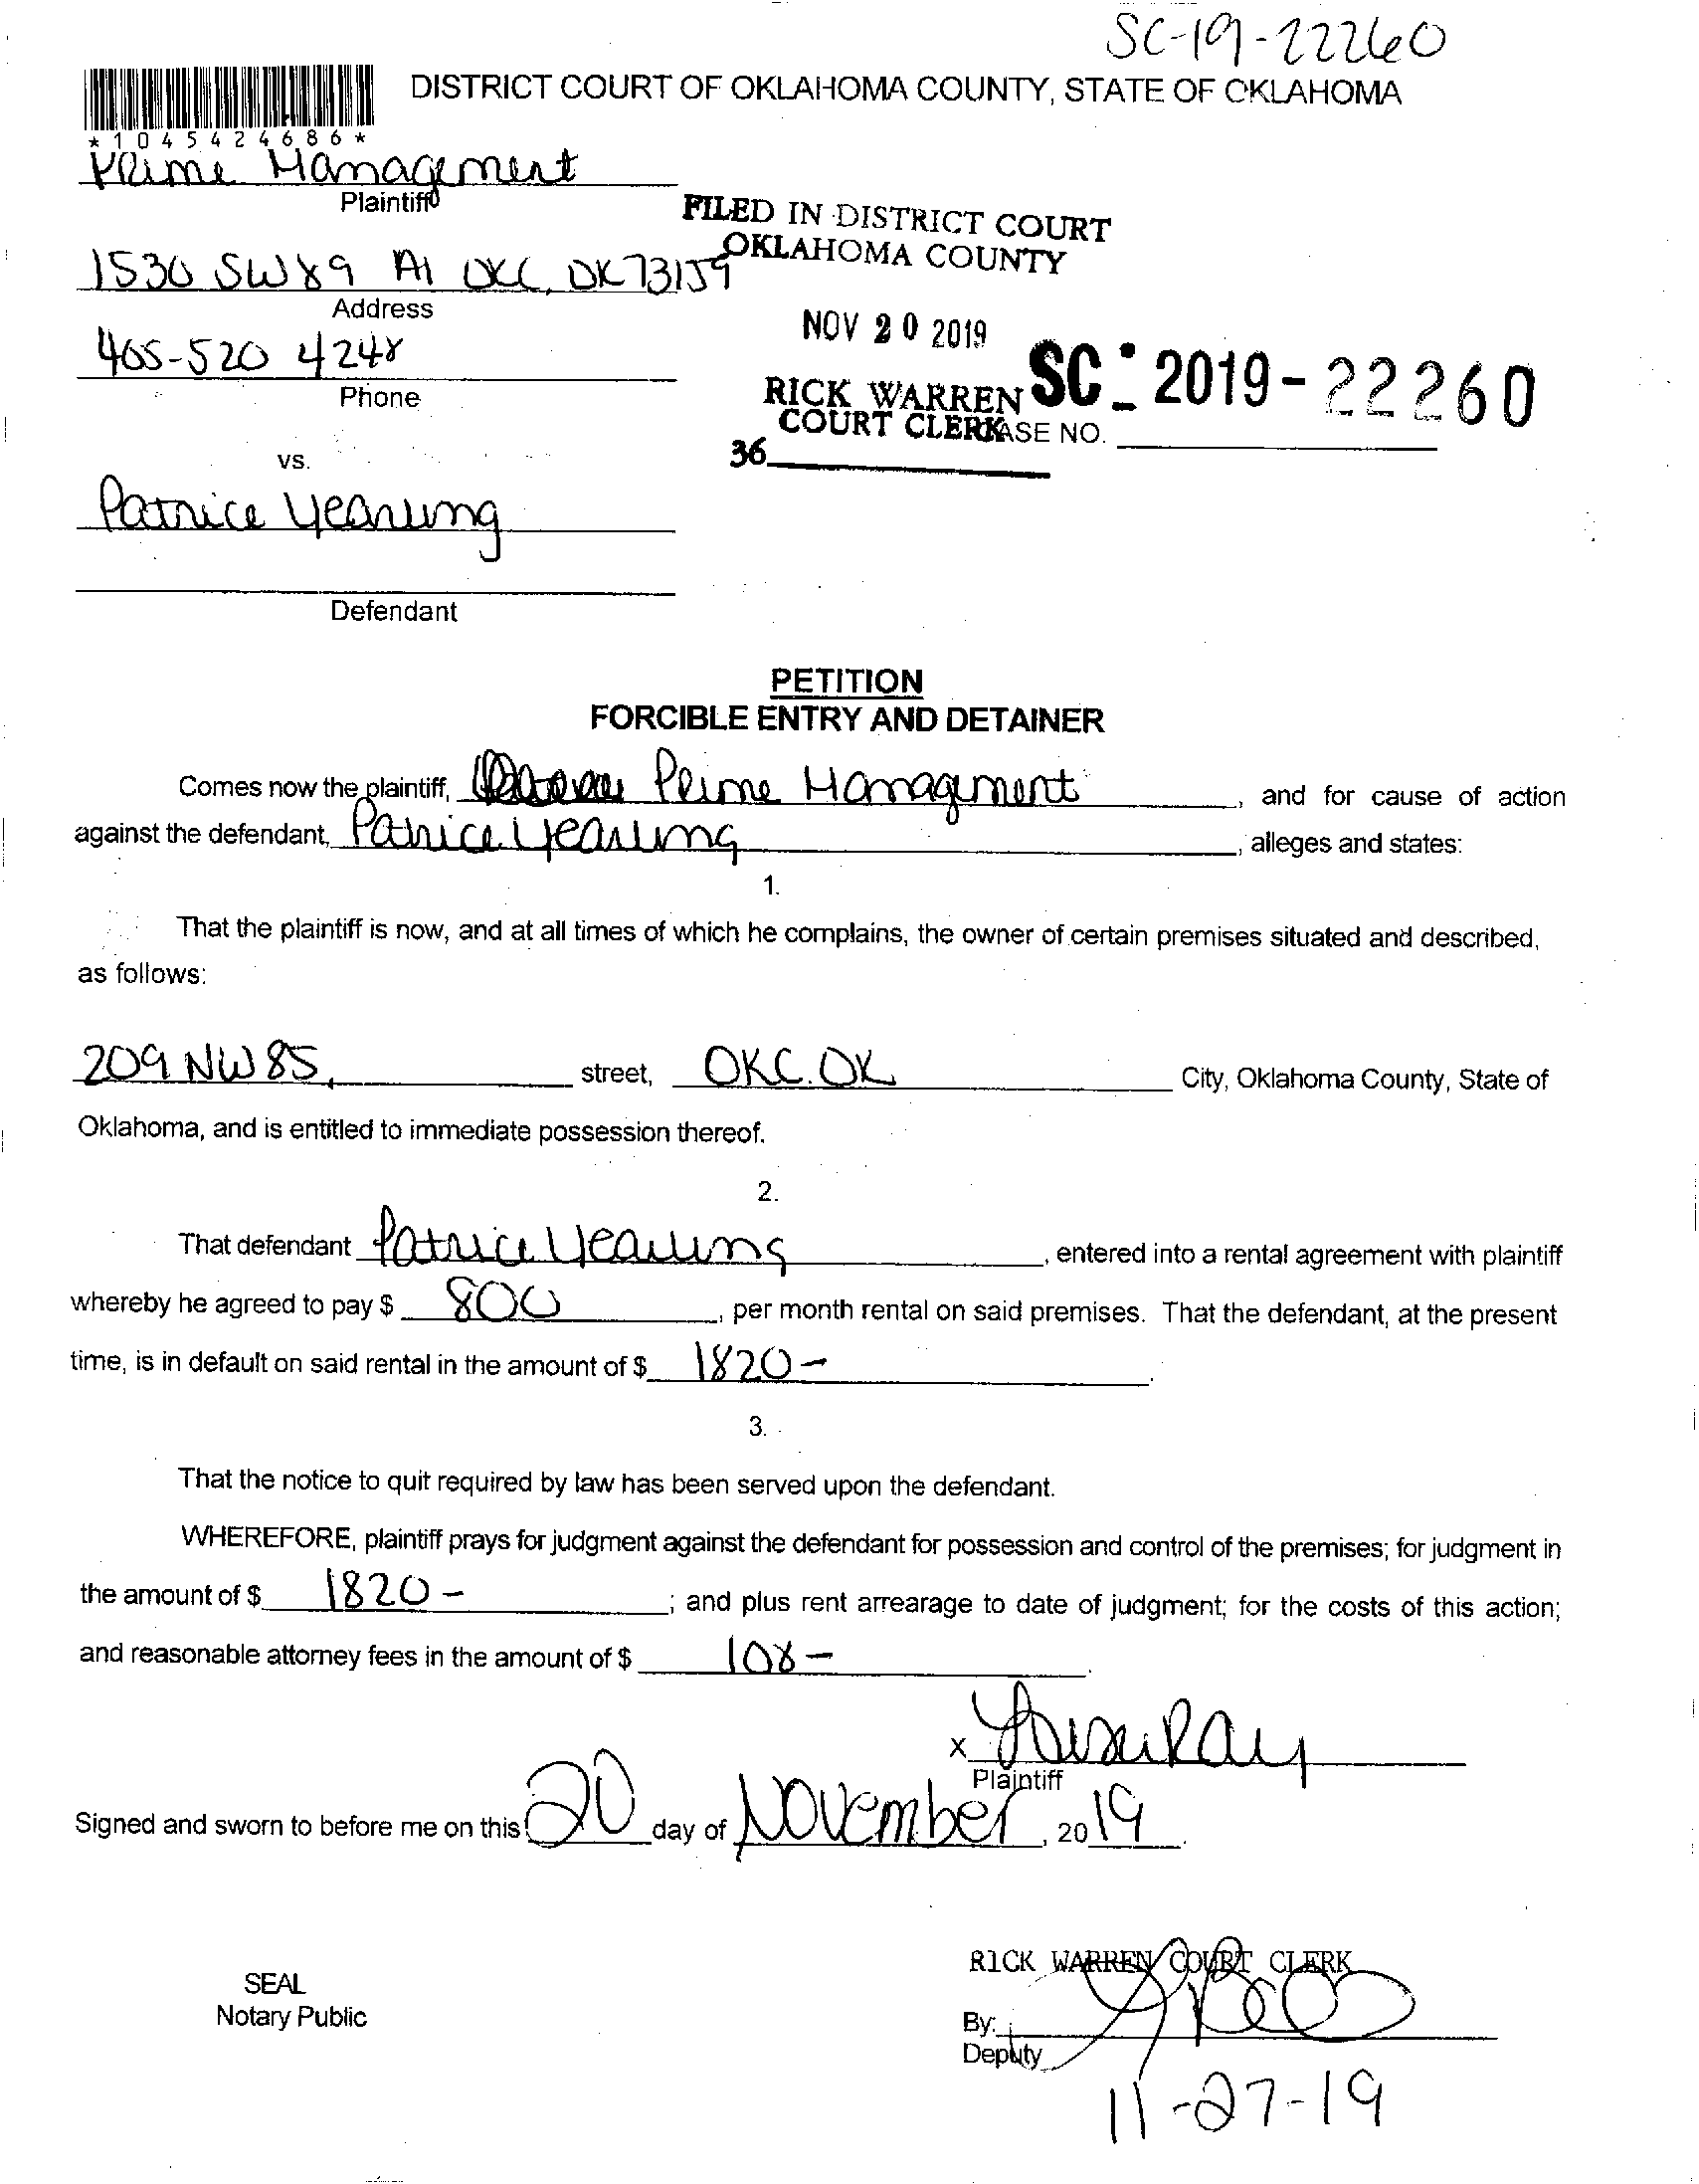 SC-19-22260
DISTRICT COURT OF OKLAHOMA COUNTY, STATE OF OKLAHOMA
*1045424686*
Prime Management
Plaintiff
FILED IN DISTRICT COURT
OKLAHOMA COUNTY
1530 SW 89 A1 OKC, OK 73159
Address
NOV 20 2019
405-520 4248
Phone
RICK WARREN
COURT CLERK
SC - 2019-22260
CASE NO.
36
vs.
Patrice Yearling
Defendant
PETITION
FORCIBLE ENTRY AND DETAINER
Comes now the plaintiff, Prime Managment, and for cause of action
against the defendant, Patrice Yearling, alleges and states:
1.
That the plaintiff is now, and at all times of which he complains, the owner of certain premises situated and described,
as follows:
209 NW 85, street, OKC. OK City, Oklahoma County, State of
Oklahoma, and is entitled to immediate possession thereof.
2.
That defendant Patrice Yearling, entered into a rental agreement with plaintiff
whereby he agreed to pay $ 800, per month rental on said premises. That the defendant, at the present
time, is in default on said rental in the amount of $ 1820-.
3.
That the notice to quit required by law has been served upon the defendant.
WHEREFORE, plaintiff prays for judgment against the defendant for possession and control of the premises; for judgment in
the amount of $ 1820-; and plus rent arrearage to date of judgment; for the costs of this action;
and reasonable attorney fees in the amount of $ 108-.
x
Plaintiff
Signed and sworn to before me on this 20 day of November, 2019.
RICK WARREN COURT CLERK
SEAL
Notary Public
By:
Deputy
11-27-19